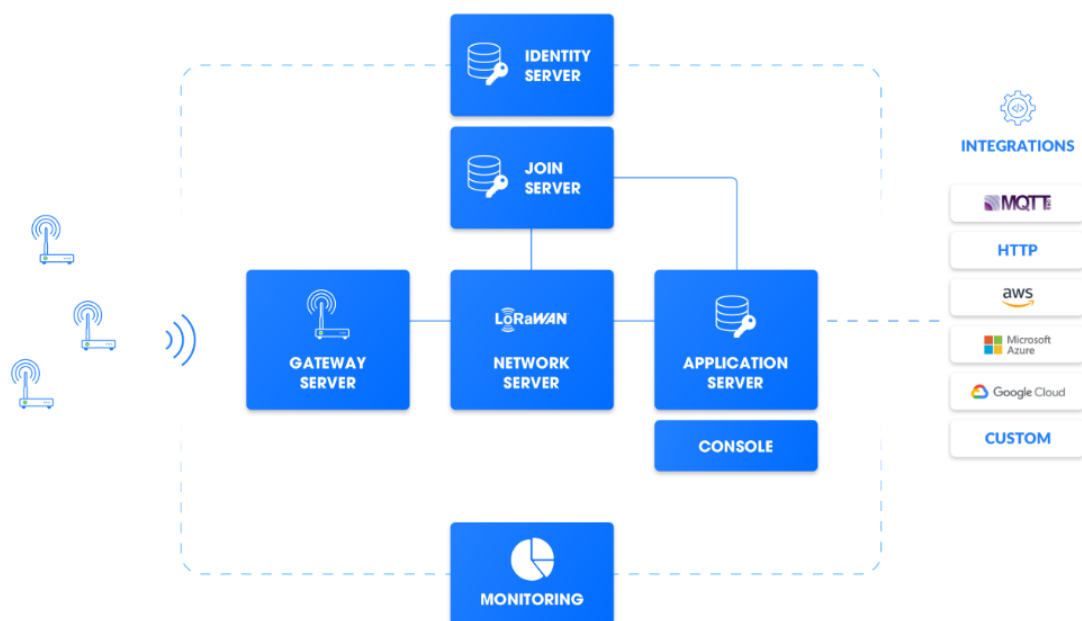 IDENTITY
SERVER
JOIN
SERVER
INTEGRATIONS
MQTT
HTTP
aws
Microsoft
Azure
Google Cloud
CUSTOM
GATEWAY
SERVER
LoRaWAN
NETWORK
SERVER
APPLICATION
SERVER
CONSOLE
MONITORING